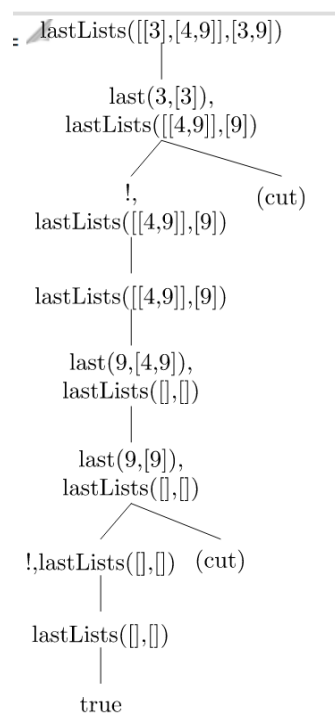 lastLists([[3],[4,9]],[3,9])
last(3,[3]),
lastLists([[4,9]],[9])
!,
lastLists([[4,9]],[9])
(cut)
lastLists([[4,9]],[9])
last(9,[4,9]),
lastLists([],[])
last(9,[9]),
lastLists([],[])
!,lastLists([],[])
(cut)
lastLists([],[])
true